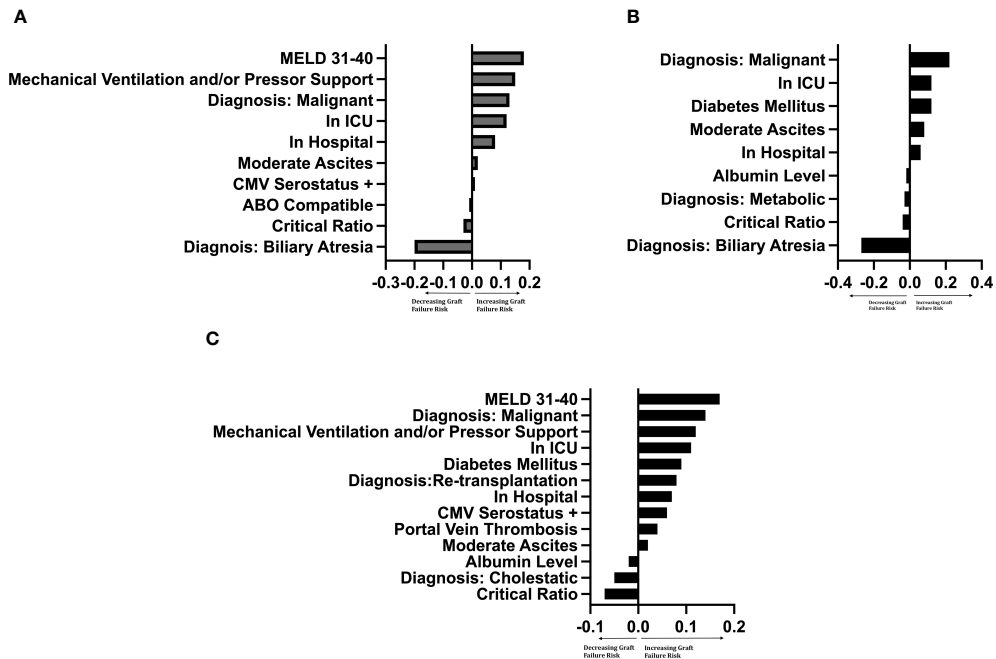 A
MELD 31-40
Mechanical Ventilation and/or Pressor Support
Diagnosis: Malignant
In ICU
In Hospital
Moderate Ascites
CMV Serostatus +
ABO Compatible
Critical Ratio
Diagnois: Biliary Atresia
-0.3 -0.2 -0.1 0.0 0.1 0.2
Decreasing Graft Increasing Graft
Failure Risk Failure Risk
B
Diagnosis: Malignant
In ICU
Diabetes Mellitus
Moderate Ascites
In Hospital
Albumin Level
Diagnosis: Metabolic
Critical Ratio
Diagnosis: Biliary Atresia
-0.4 -0.2 0.0 0.2 0.4
Decreasing Graft Increasing Graft
Failure Risk Failure Risk
C
MELD 31-40
Diagnosis: Malignant
Mechanical Ventilation and/or Pressor Support
In ICU
Diabetes Mellitus
Diagnosis:Re-transplantation
In Hospital
CMV Serostatus +
Portal Vein Thrombosis
Moderate Ascites
Albumin Level
Diagnosis: Cholestatic
Critical Ratio
-0.1 0.0 0.1 0.2
Decreasing Graft Increasing Graft
Failure Risk Failure Risk